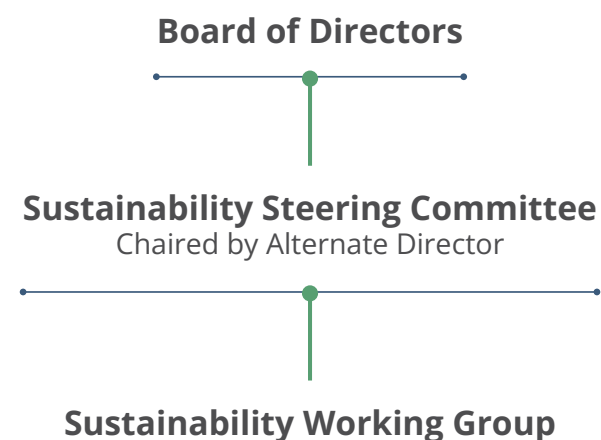 Board of Directors
Sustainability Steering Committee
Chaired by Alternate Director
Sustainability Working Group